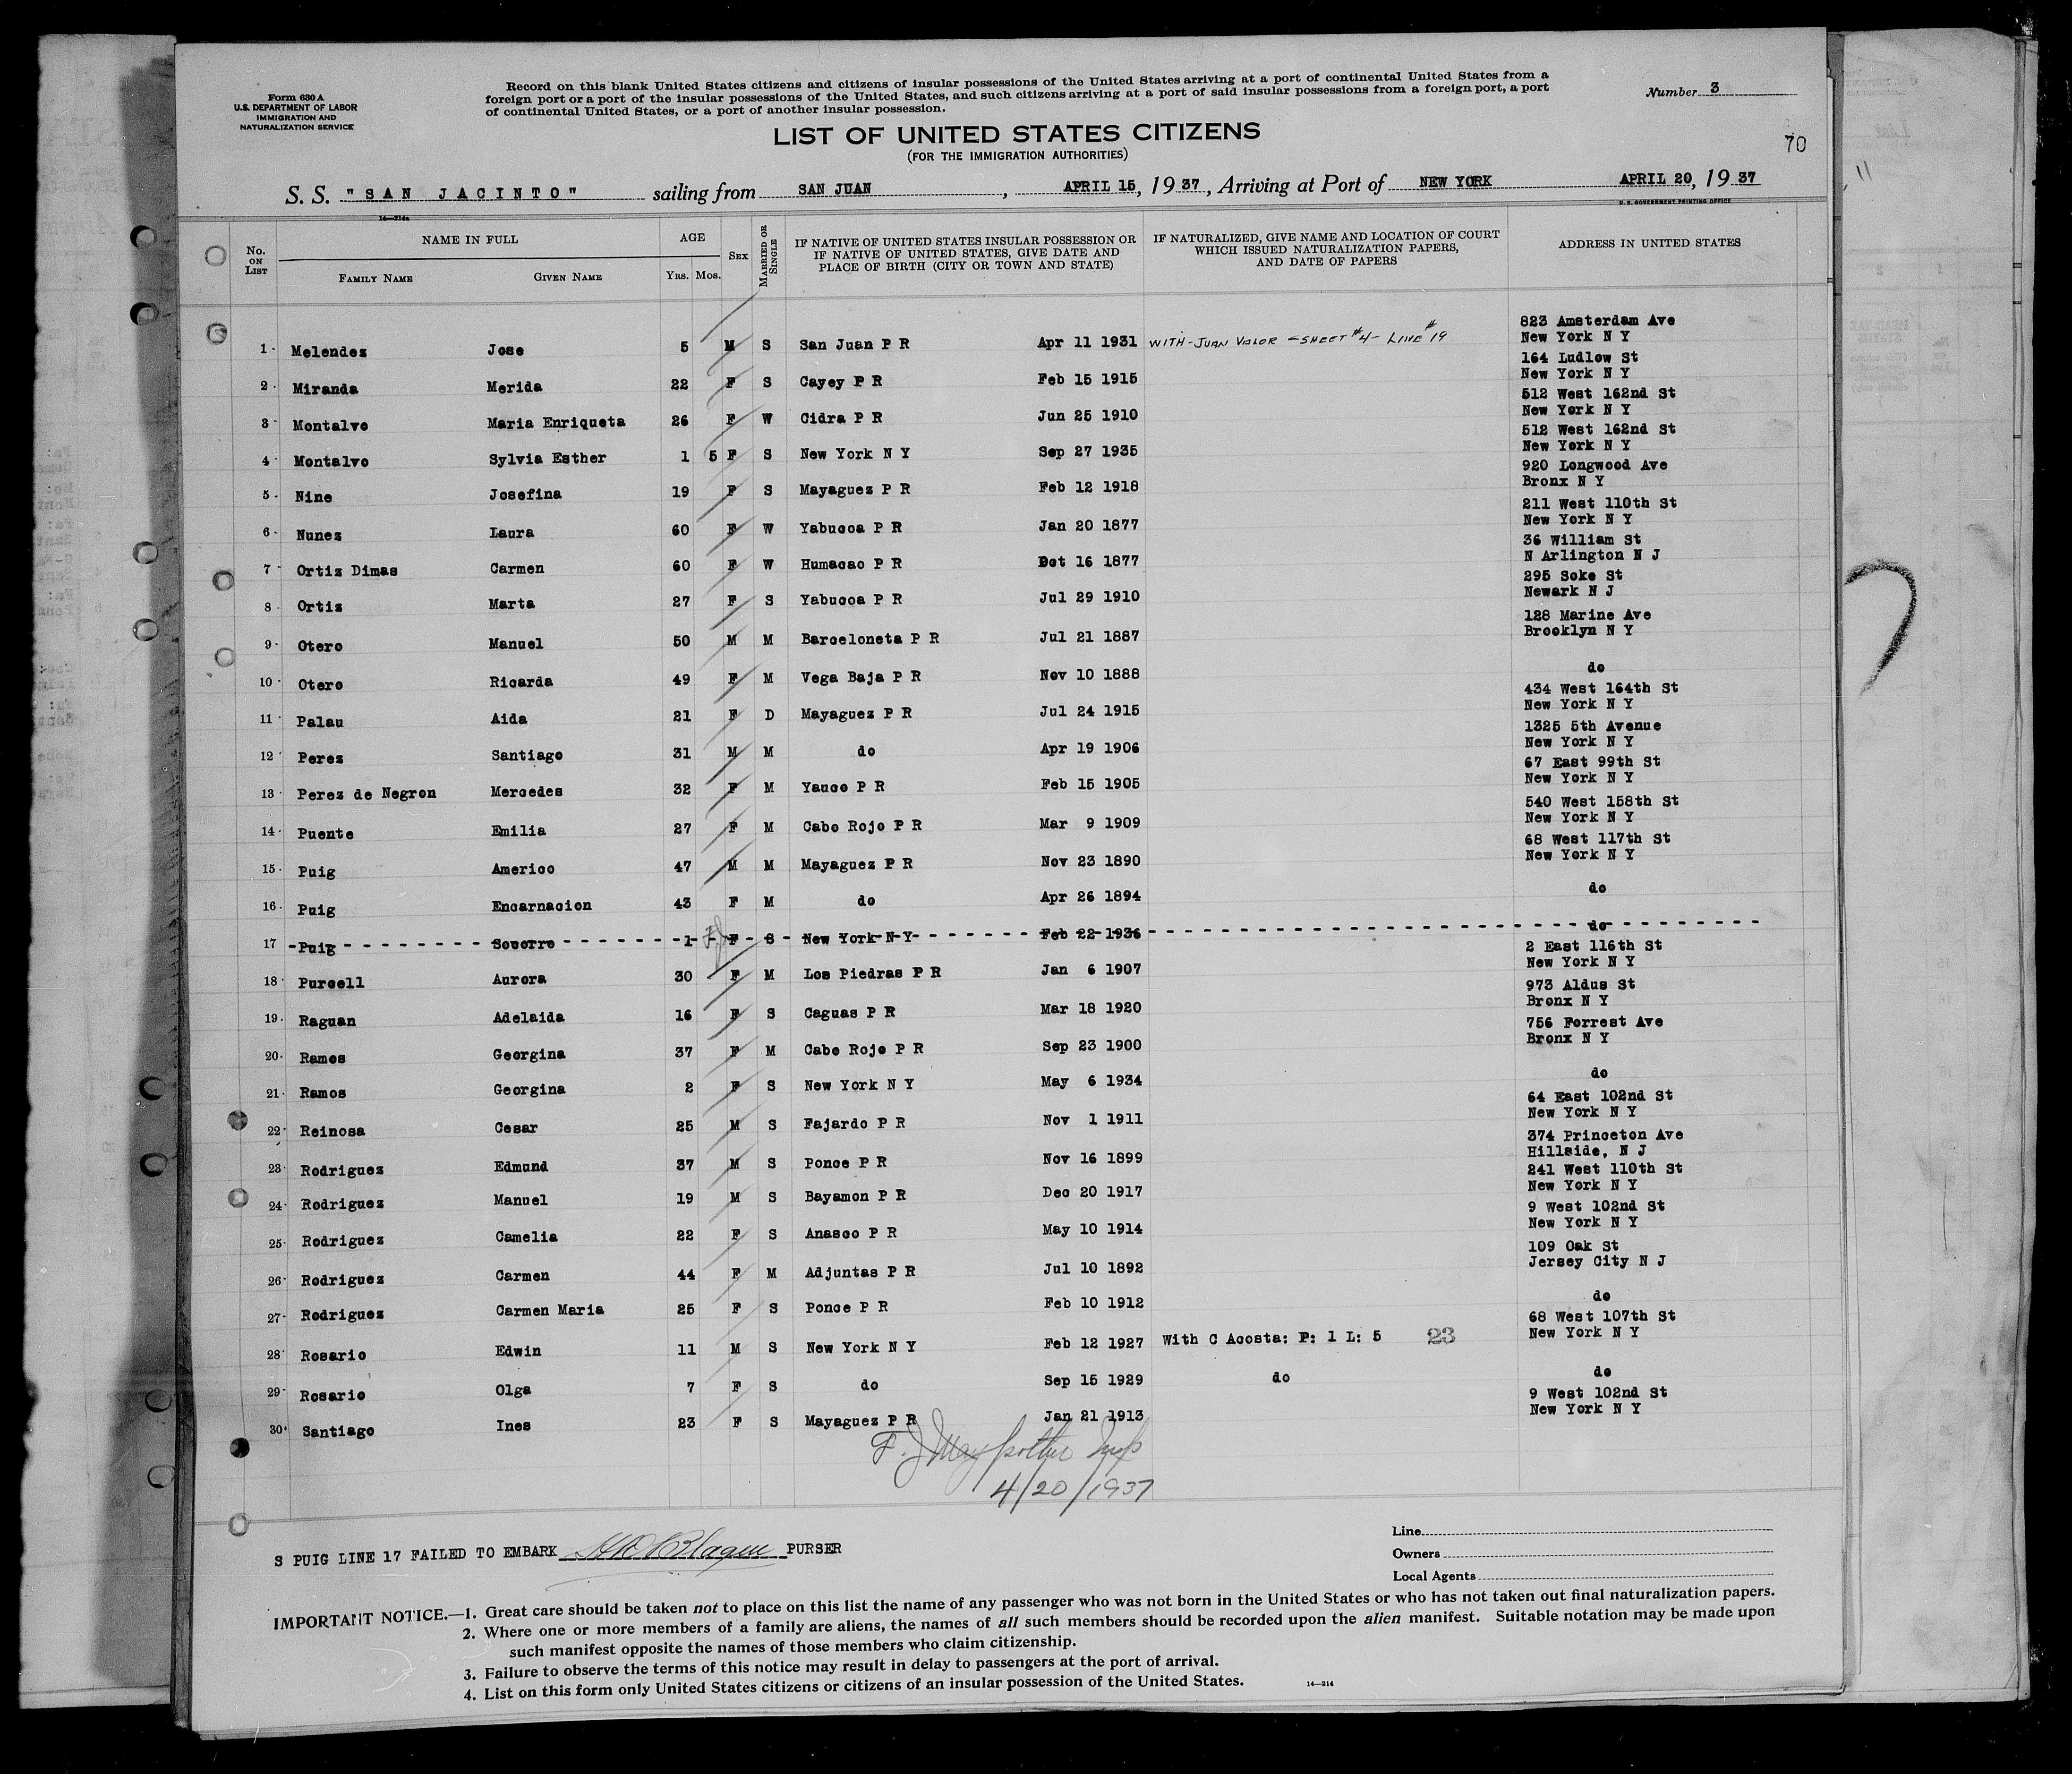 Form 630 A
U.S. DEPARTMENT OF LABOR
IMMIGRATION AND
NATURALIZATION SERVICE
Record on this blank United States citizens and citizens of insular possessions of the United States arriving at a port of continental United States from a
foreign port or a port of the insular possessions of the United States, and such citizens arriving at a port of said insular possessions from a foreign port, a port
of continental United States, or a port of another insular possession.
Number 3
LIST OF UNITED STATES CITIZENS
(FOR THE IMMIGRATION AUTHORITIES)
70
S. S. "SAN JACINTO" sailing from SAN JUAN, APRIL 15, 1937, Arriving at Port of NEW YORK APRIL 20, 1937
14—214a
U. S. GOVERNMENT PRINTING OFFICE
No. ON LIST
NAME IN FULL
FAMILY NAME
GIVEN NAME
AGE
YRS. MOS.
SEX
MARRIED OR SINGLE
IF NATIVE OF UNITED STATES INSULAR POSSESSION OR
IF NATIVE OF UNITED STATES, GIVE DATE AND
PLACE OF BIRTH (CITY OR TOWN AND STATE)
IF NATURALIZED, GIVE NAME AND LOCATION OF COURT
WHICH ISSUED NATURALIZATION PAPERS,
AND DATE OF PAPERS
ADDRESS IN UNITED STATES
1 Melendez Jose 5 M S San Juan P R Apr 11 1931 WITH - JUAN VALOR - SHEET #4 - LINE #19 823 Amsterdam Ave New York N Y
2 Miranda Merida 22 F S Cayey P R Feb 15 1915 164 Ludlow St New York N Y
3 Montalvo Maria Enriqueta 26 F W Cidra P R Jun 25 1910 512 West 162nd St New York N Y
4 Montalvo Sylvia Esther 1 5 F S New York N Y Sep 27 1935 512 West 162nd St New York N Y
5 Nine Josefina 19 F S Mayaguez P R Feb 12 1918 920 Longwood Ave Bronx N Y
6 Nunez Laura 60 F W Yabucoa P R Jan 20 1877 211 West 110th St New York N Y
7 Ortiz Dimas Carmen 60 F W Humacao P R Oct 16 1877 36 William St N Arlington N J
8 Ortiz Marta 27 F S Yabucoa P R Jul 29 1910 295 Soke St Newark N J
9 Otero Manuel 50 M M Barceloneta P R Jul 21 1887 128 Marine Ave Brooklyn N Y
10 Otero Ricarda 49 F M Vega Baja P R Nov 10 1888 do
11 Palau Aida 21 F D Mayaguez P R Jul 24 1915 434 West 164th St New York N Y
12 Perez Santiago 31 M M do Apr 19 1906 1325 5th Avenue New York N Y
13 Perez de Negron Mercedes 32 F M Yauco P R Feb 15 1905 67 East 99th St New York N Y
14 Puente Emilia 27 F M Cabo Rojo P R Mar 9 1909 540 West 158th St New York N Y
15 Puig Americo 47 M M Mayaguez P R Nov 23 1890 68 West 117th St New York N Y
16 Puig Encarnacion 43 F M do Apr 26 1894 do
17 Puig Socorro 1 F S New York N Y Feb 22 1936 do
18 Purcell Aurora 30 F M Los Piedras P R Jan 6 1907 2 East 116th St New York N Y
19 Raguan Adelaida 16 F S Caguas P R Mar 18 1920 973 Aldus St Bronx N Y
20 Ramos Georgina 37 F M Cabo Rojo P R Sep 23 1900 756 Forrest Ave Bronx N Y
21 Ramos Georgina 2 F S New York N Y May 6 1934 do
22 Reinosa Cesar 25 M S Fajardo P R Nov 1 1911 64 East 102nd St New York N Y
23 Rodriguez Edmund 37 M S Ponce P R Nov 16 1899 374 Princeton Ave Hillside, N J
24 Rodriguez Manuel 19 M S Bayamon P R Dec 20 1917 241 West 110th St New York N Y
25 Rodriguez Camelia 22 F S Anasco P R May 10 1914 9 West 102nd St New York N Y
26 Rodriguez Carmen 44 F M Adjuntas P R Jul 10 1892 109 Oak St Jersey City N J
27 Rodriguez Carmen Maria 25 F S Ponce P R Feb 10 1912 do
28 Rosario Edwin 11 M S New York N Y Feb 12 1927 With C Acosta: P: 1 L: 5 23 68 West 107th St New York N Y
29 Rosario Olga 7 F S do Sep 15 1929 do do
30 Santiago Ines 23 F S Mayaguez P R Jan 21 1913 9 West 102nd St New York N Y
4/20/1937
S PUIG LINE 17 FAILED TO EMBARK PURSER
Line
Owners
Local Agents
IMPORTANT NOTICE.—1. Great care should be taken not to place on this list the name of any passenger who was not born in the United States or who has not taken out final naturalization papers.
2. Where one or more members of a family are aliens, the names of all such members should be recorded upon the alien manifest. Suitable notation may be made upon
such manifest opposite the names of those members who claim citizenship.
3. Failure to observe the terms of this notice may result in delay to passengers at the port of arrival.
4. List on this form only United States citizens or citizens of an insular possession of the United States.
14—214